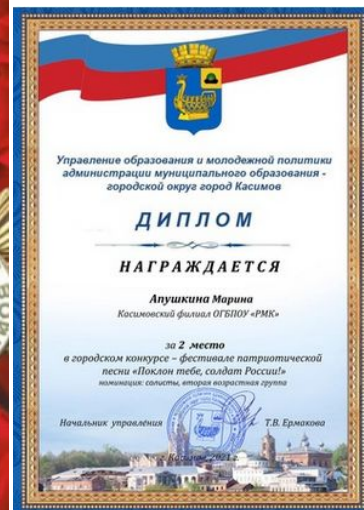 Управление образования и молодежной политики
администрации муниципального образования -
городской округ город Касимов
ДИПЛОМ
НАГРАЖДАЕТСЯ
Апушкина Марина
Касимовский филиал ОГБПОУ «РМК»
за 2 место
в городском конкурсе – фестивале патриотической
песни «Поклон тебе, солдат России!»
номинация: солисты, вторая возрастная группа
Начальник управления Т.В. Ермакова
г. Касимов, 2021 г.